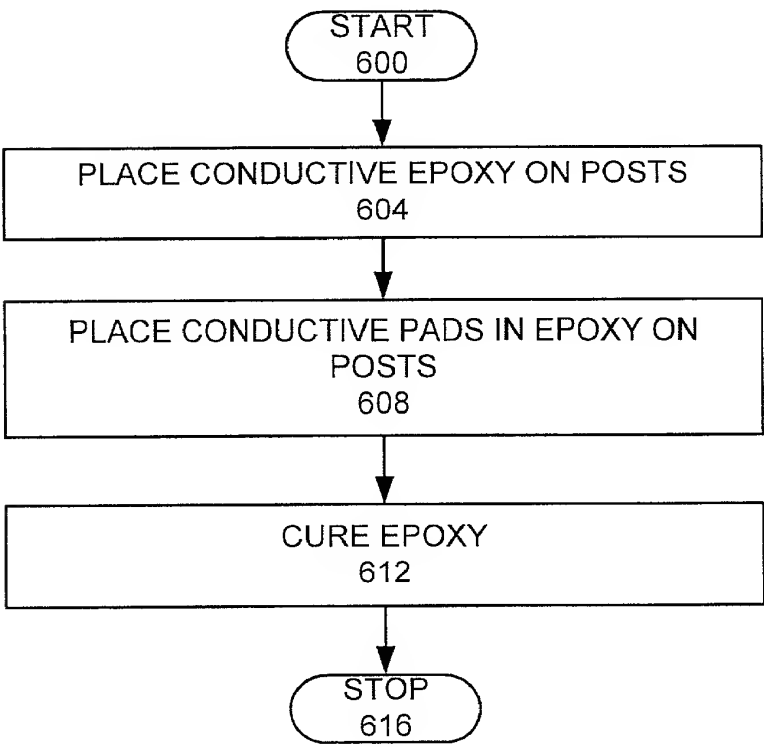 START
600
PLACE CONDUCTIVE EPOXY ON POSTS
604
PLACE CONDUCTIVE PADS IN EPOXY ON
POSTS
608
CURE EPOXY
612
STOP
616